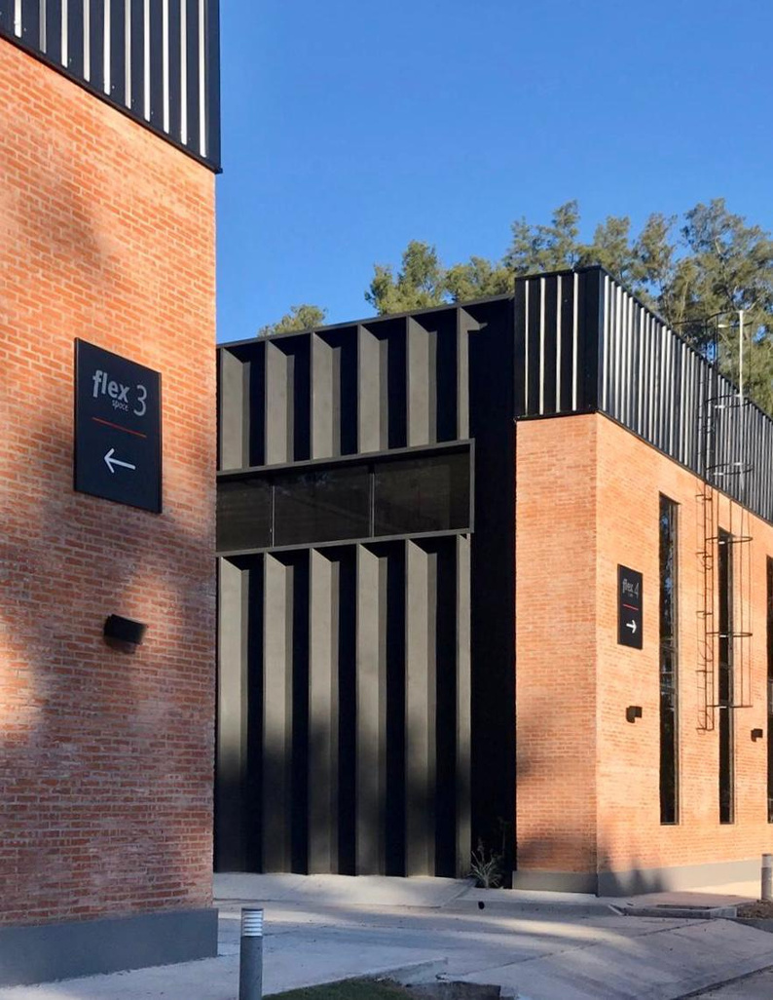 flex 3
space
←
flex 4
→